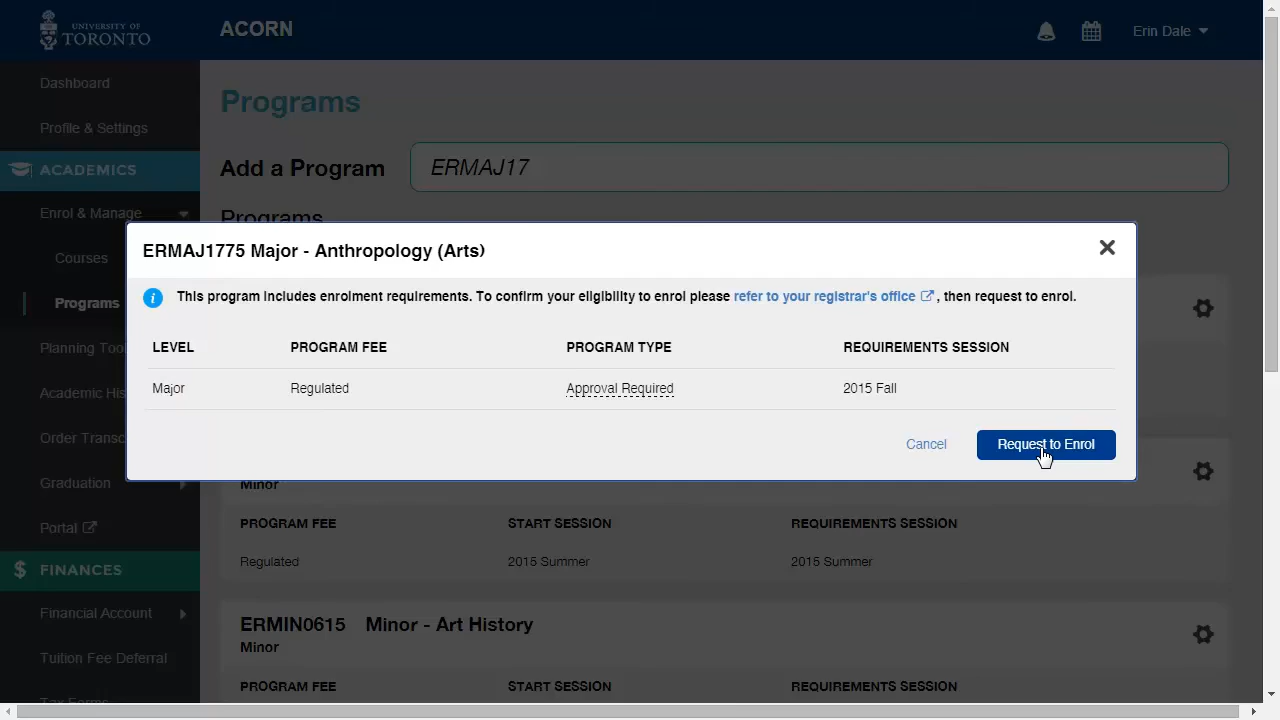 UNIVERSITY OF
TORONTO
ACORN
Erin Dale
Dashboard
Profile & Settings
ACADEMICS
Enrol & Manage
Courses
Programs
Planning Tool
Academic His
Order Transc
Graduation
Portal
$ FINANCES
Financial Account
Tuition Fee Deferral
Tax Forms
Programs
Add a Program
ERMAJ17
Programs
ERMAJ1775 Major - Anthropology (Arts)
This program includes enrolment requirements. To confirm your eligibility to enrol please refer to your registrar's office , then request to enrol.
LEVEL PROGRAM FEE PROGRAM TYPE REQUIREMENTS SESSION
Major Regulated Approval Required 2015 Fall
Cancel Request to Enrol
Minor
PROGRAM FEE START SESSION REQUIREMENTS SESSION
Regulated 2015 Summer 2015 Summer
ERMIN0615 Minor - Art History
Minor
PROGRAM FEE START SESSION REQUIREMENTS SESSION